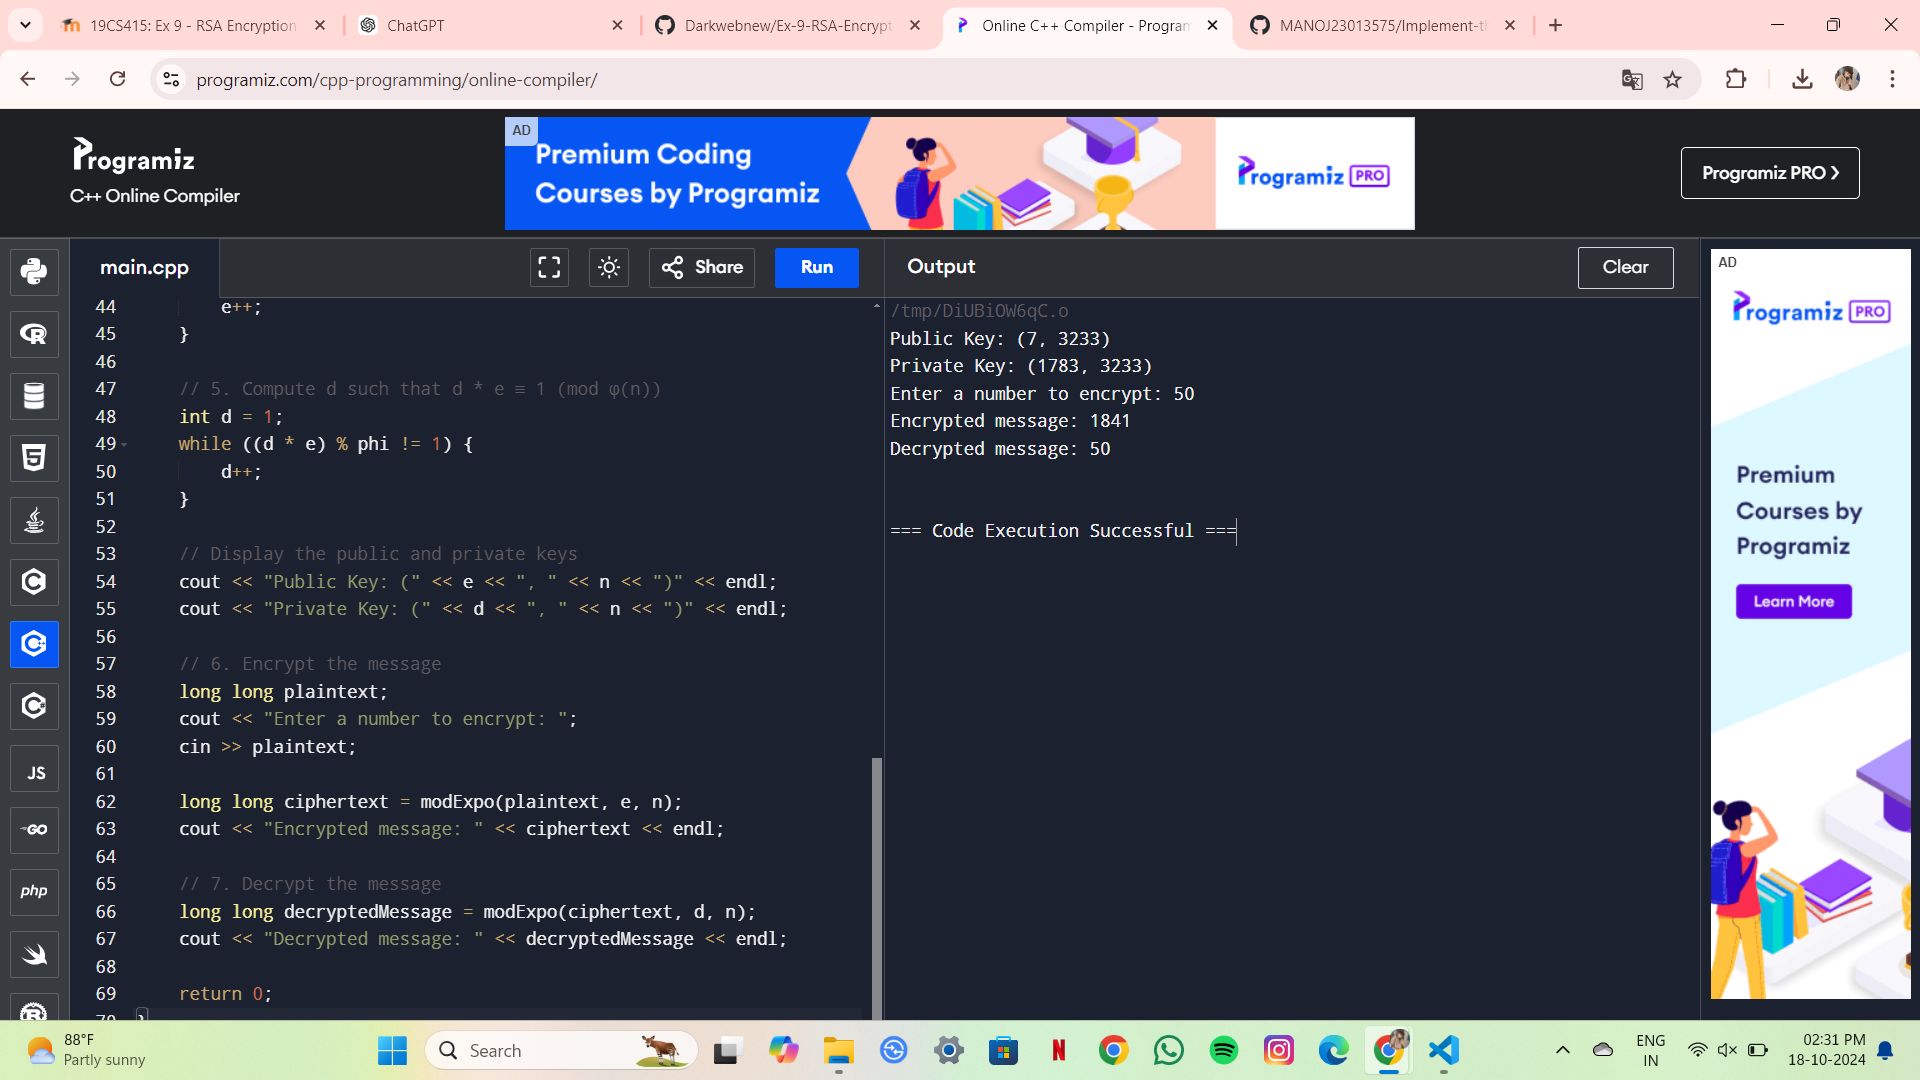 19CS415: Ex 9 - RSA Encryption
ChatGPT
Darkwebnew/Ex-9-RSA-Encrypt
Online C++ Compiler - Program
MANOJ23013575/Implement-t
programiz.com/cpp-programming/online-compiler/
Programiz
C++ Online Compiler
AD
Premium Coding
Courses by Programiz
Programiz PRO
Programiz PRO ❯
main.cpp
Share
Run
Output
Clear
44 e++;
45 }
46
47 // 5. Compute d such that d * e ≡ 1 (mod φ(n))
48 int d = 1;
49 while ((d * e) % phi != 1) {
50 d++;
51 }
52
53 // Display the public and private keys
54 cout << "Public Key: (" << e << ", " << n << ")" << endl;
55 cout << "Private Key: (" << d << ", " << n << ")" << endl;
56
57 // 6. Encrypt the message
58 long long plaintext;
59 cout << "Enter a number to encrypt: ";
60 cin >> plaintext;
61
62 long long ciphertext = modExpo(plaintext, e, n);
63 cout << "Encrypted message: " << ciphertext << endl;
64
65 // 7. Decrypt the message
66 long long decryptedMessage = modExpo(ciphertext, d, n);
67 cout << "Decrypted message: " << decryptedMessage << endl;
68
69 return 0;
70 }
/tmp/DiUBiOW6qC.o
Public Key: (7, 3233)
Private Key: (1783, 3233)
Enter a number to encrypt: 50
Encrypted message: 1841
Decrypted message: 50
=== Code Execution Successful ===
AD
Programiz PRO
Premium
Courses by
Programiz
Learn More
JS
GO
php
88°F
Partly sunny
Search
ENG
IN
02:31 PM
18-10-2024